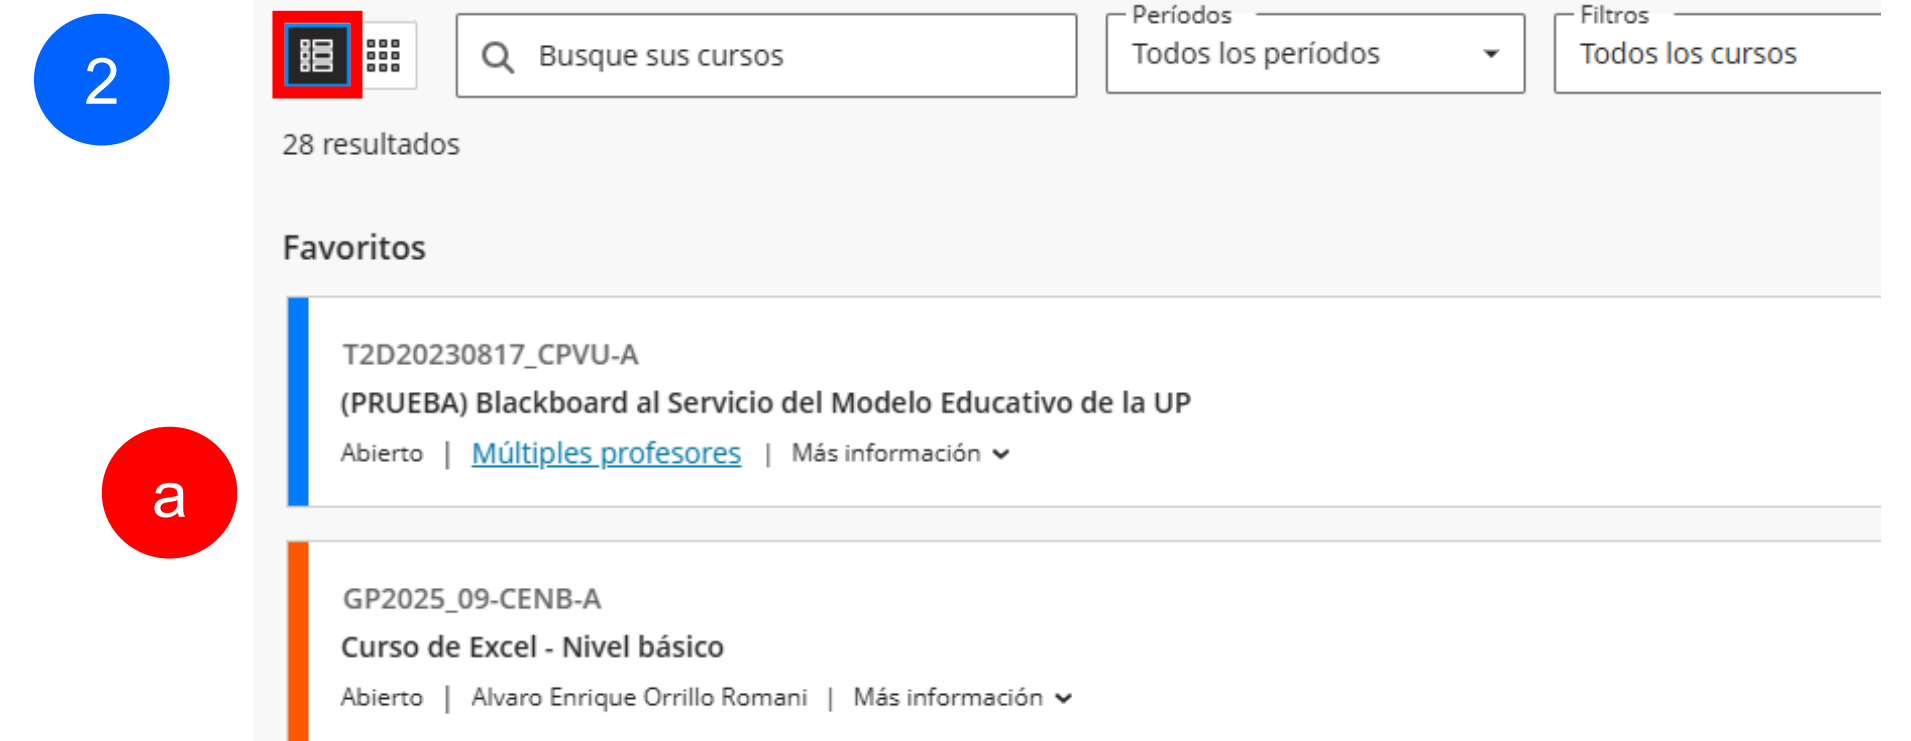 2
Busque sus cursos
Períodos
Todos los períodos
Filtros
Todos los cursos
28 resultados
Favoritos
T2D20230817_CPVU-A
(PRUEBA) Blackboard al Servicio del Modelo Educativo de la UP
Abierto | Múltiples profesores | Más información
a
GP2025_09-CENB-A
Curso de Excel - Nivel básico
Abierto | Alvaro Enrique Orrillo Romani | Más información